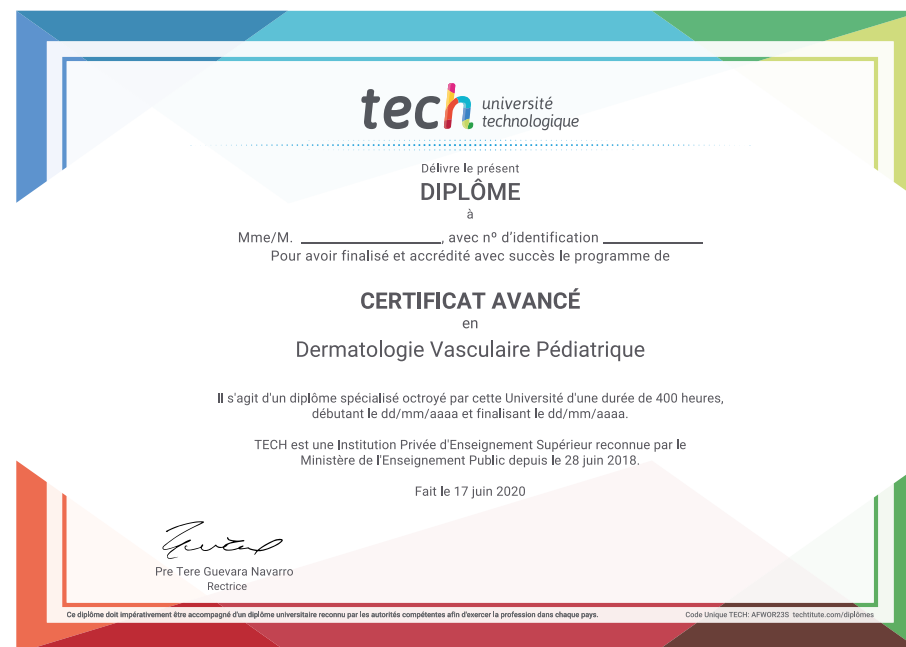 tech université
technologique
Délivre le présent
DIPLÔME
à
Mme/M. ____________________, avec nº d'identification ______________
Pour avoir finalisé et accrédité avec succès le programme de
CERTIFICAT AVANCÉ
en
Dermatologie Vasculaire Pédiatrique
Il s'agit d'un diplôme spécialisé octroyé par cette Université d'une durée de 400 heures,
débutant le dd/mm/aaaa et finalisant le dd/mm/aaaa.
TECH est une Institution Privée d'Enseignement Supérieur reconnue par le
Ministère de l'Enseignement Public depuis le 28 juin 2018.
Fait le 17 juin 2020
Pre Tere Guevara Navarro
Rectrice
Ce diplôme doit impérativement être accompagné d'un diplôme universitaire reconnu par les autorités compétentes afin d'exercer la profession dans chaque pays.
Code Unique TECH: AFWOR23S techtitute.com/diplômes